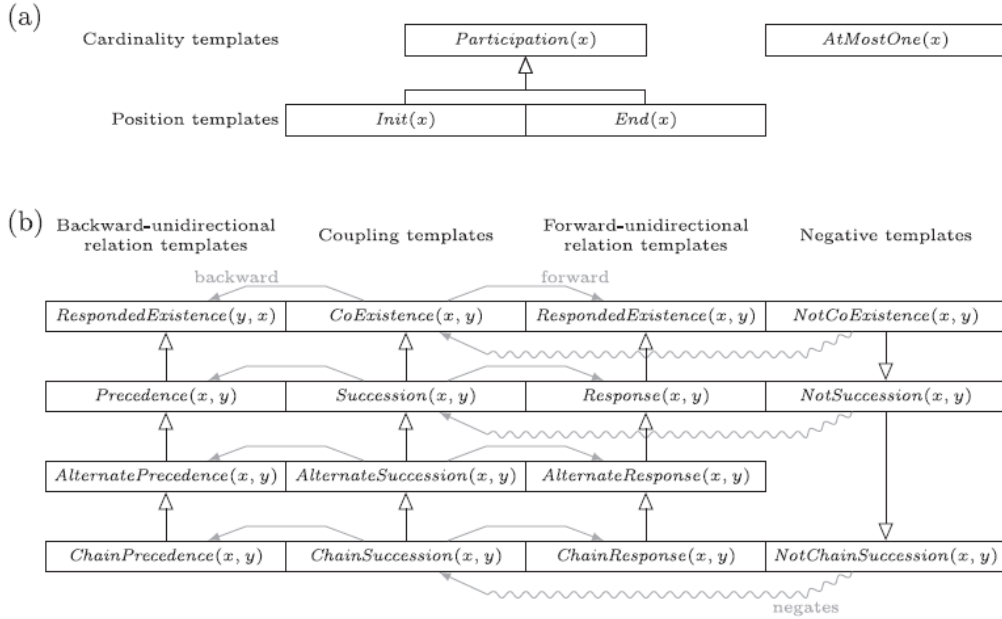 (a)
Cardinality templates
Participation(x)
AtMostOne(x)
Position templates
Init(x)
End(x)
(b)
Backward-unidirectional
relation templates
Coupling templates
Forward-unidirectional
relation templates
Negative templates
backward
forward
RespondedExistence(y, x)
CoExistence(x, y)
RespondedExistence(x, y)
NotCoExistence(x, y)
Precedence(x, y)
Succession(x, y)
Response(x, y)
NotSuccession(x, y)
AlternatePrecedence(x, y)
AlternateSuccession(x, y)
AlternateResponse(x, y)
ChainPrecedence(x, y)
ChainSuccession(x, y)
ChainResponse(x, y)
NotChainSuccession(x, y)
negates